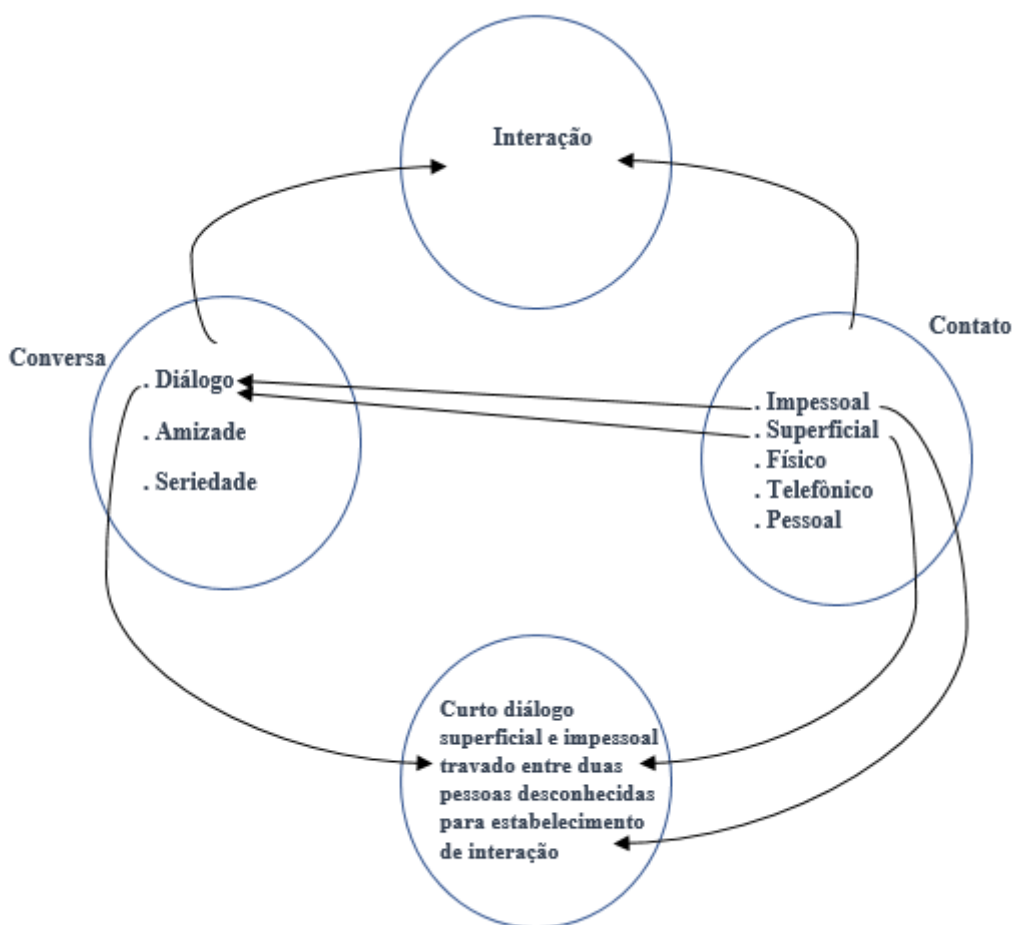 Interação
Conversa
. Diálogo
. Amizade
. Seriedade
Contato
. Impessoal
. Superficial
. Físico
. Telefônico
. Pessoal
Curto diálogo
superficial e impessoal
travado entre duas
pessoas desconhecidas
para estabelecimento
de interação